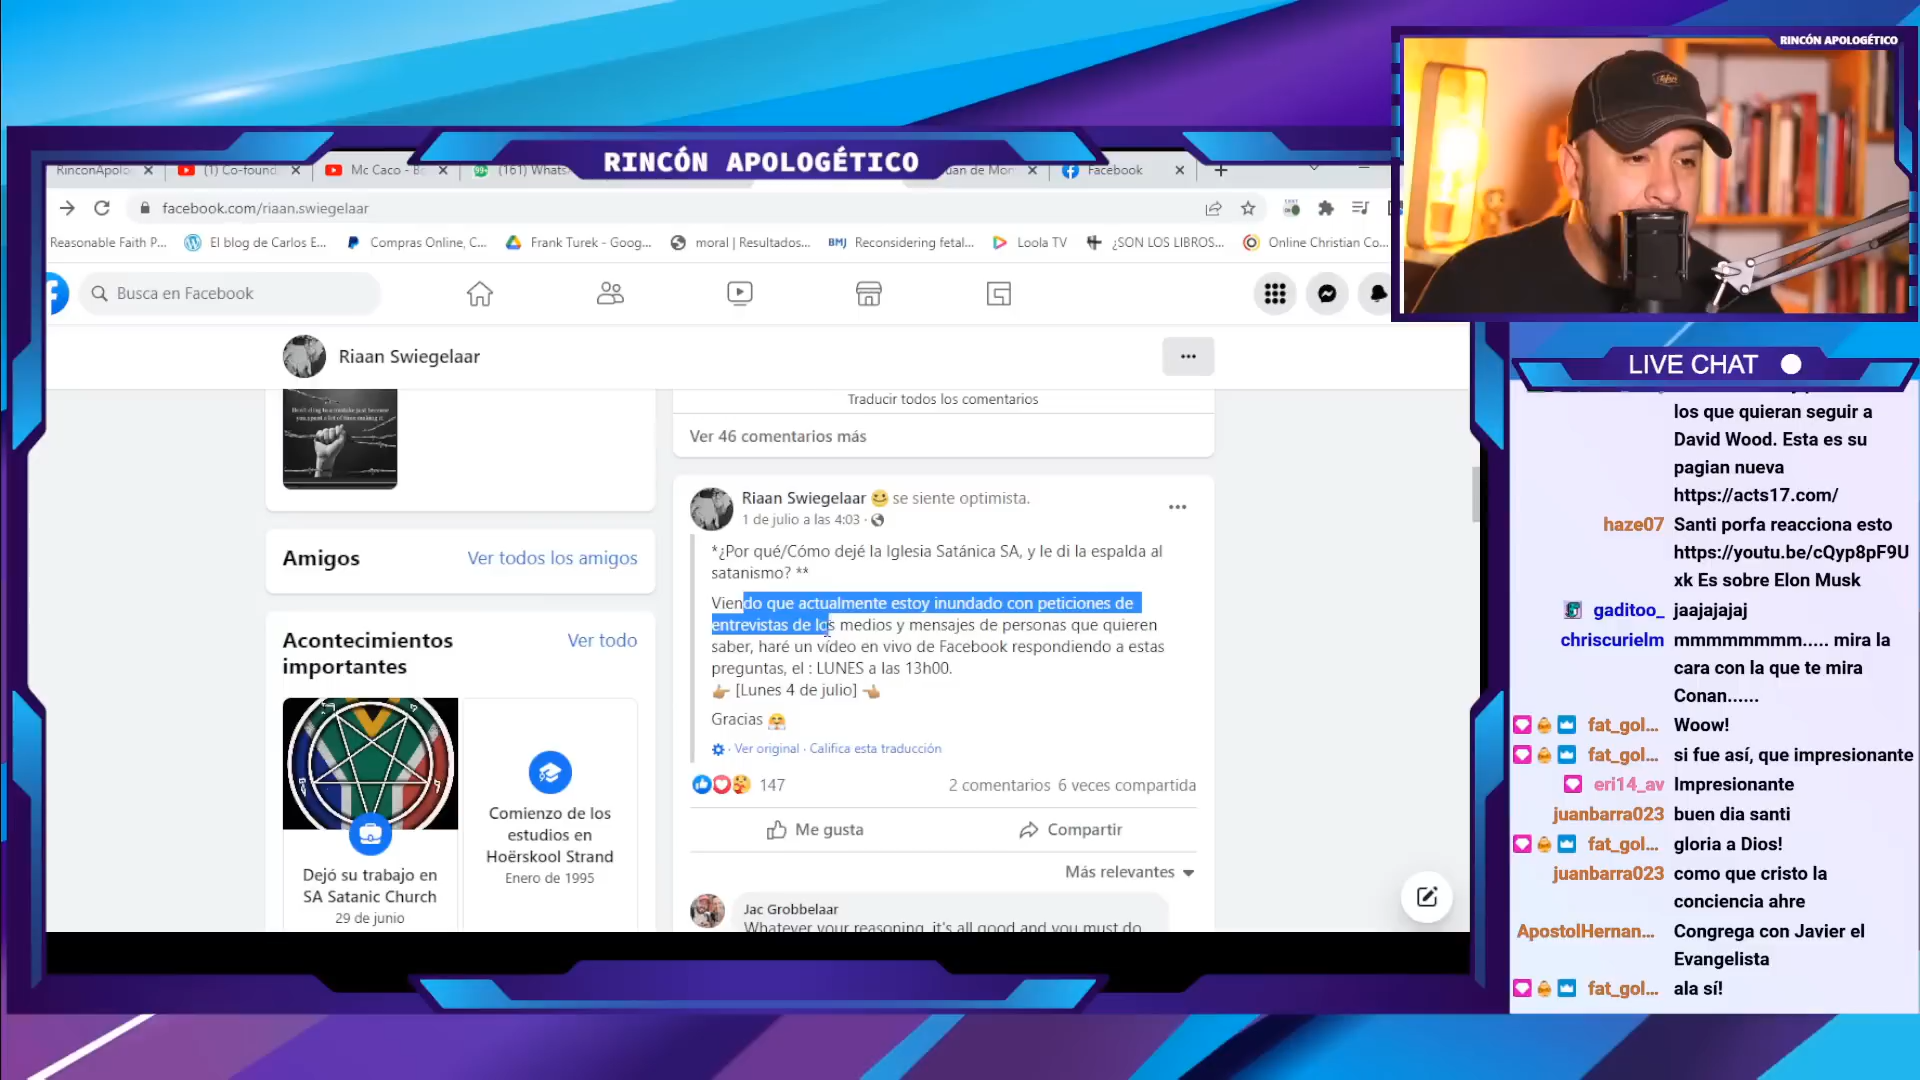 RINCÓN APOLOGÉTICO
RINCÓN APOLOGÉTICO
RinconApolo
(1) Co-found
Mc Caco - B
(161) Whats
uan de Mon
Facebook
facebook.com/riaan.swiegelaar
Reasonable Faith P...
El blog de Carlos E...
Compras Online, C...
Frank Turek - Goog...
moral | Resultados...
BMJ Reconsidering fetal...
Loola TV
¿SON LOS LIBROS...
Online Christian Co...
Busca en Facebook
Riaan Swiegelaar
Traducir todos los comentarios
Ver 46 comentarios más
Amigos
Ver todos los amigos
Acontecimientos importantes
Ver todo
Dejó su trabajo en
SA Satanic Church
29 de junio
Comienzo de los
estudios en
Hoërskool Strand
Enero de 1995
Riaan Swiegelaar 😀 se siente optimista.
1 de julio a las 4:03 ·
*¿Por qué/Cómo dejé la Iglesia Satánica SA, y le di la espalda al
satanismo? **
Viendo que actualmente estoy inundado con peticiones de
entrevistas de los medios y mensajes de personas que quieren
saber, haré un vídeo en vivo de Facebook respondiendo a estas
preguntas, el : LUNES a las 13h00.
👉 [Lunes 4 de julio] 👈
Gracias 🤗
· Ver original · Califica esta traducción
147
2 comentarios 6 veces compartida
Me gusta
Compartir
Más relevantes
Jac Grobbelaar
Whatever your reasoning, it's all good and you must do
LIVE CHAT
los que quieran seguir a
David Wood. Esta es su
pagian nueva
https://acts17.com/
haze07 Santi porfa reacciona esto
https://youtu.be/cQyp8pF9U
xk Es sobre Elon Musk
gaditoo_ jaajajajaj
chriscurielm mmmmmmmm..... mira la
cara con la que te mira
Conan......
fat_gol... Woow!
fat_gol... si fue así, que impresionante
eri14_av Impresionante
juanbarra023 buen dia santi
fat_gol... gloria a Dios!
juanbarra023 como que cristo la
conciencia ahre
ApostolHernan... Congrega con Javier el
Evangelista
fat_gol... ala sí!